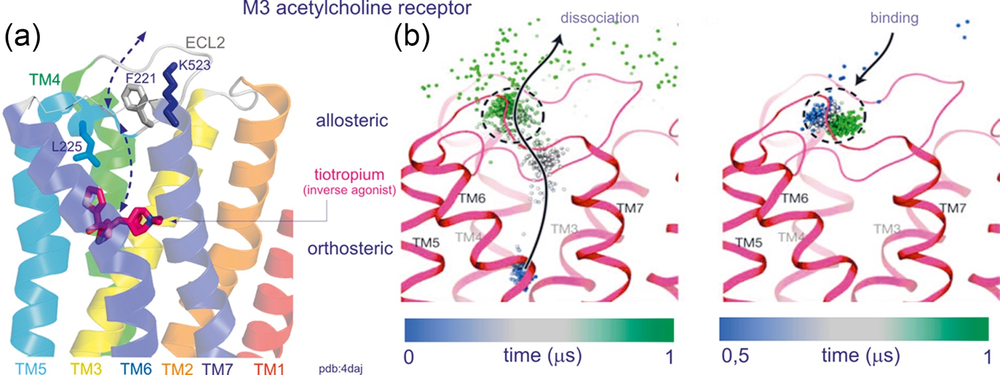 M3 acetylcholine receptor
(a)
ECL2
K523
F221
TM4
L225
TM5
TM3
TM6
TM2
TM7
TM1
allosteric
tiotropium
(inverse agonist)
orthosteric
pdb:4daj
(b)
dissociation
TM6
TM7
TM3
TM4
TM5
0
time (μs)
1
binding
TM6
TM7
TM3
TM4
TM5
0,5
time (μs)
1